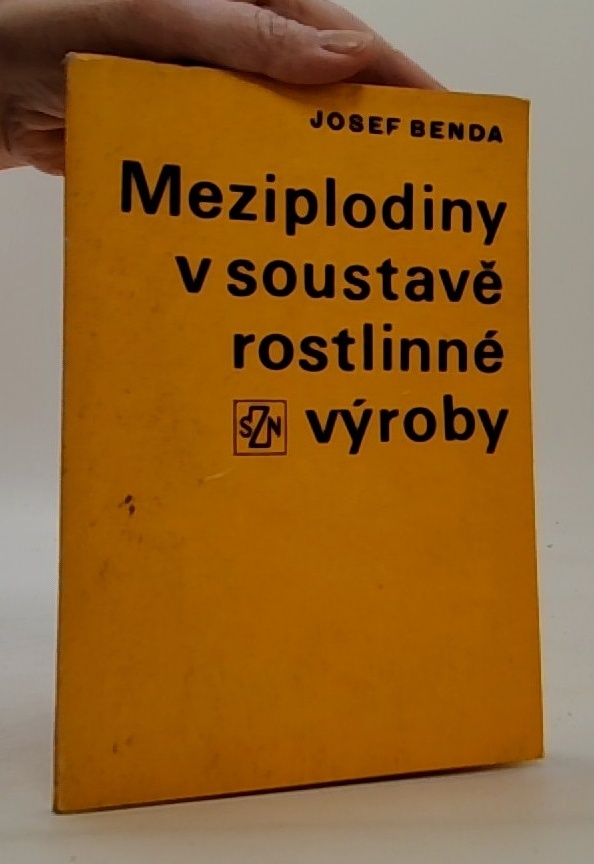 JOSEF BENDA
Meziplodiny
v soustavě
rostlinné
SZN výroby